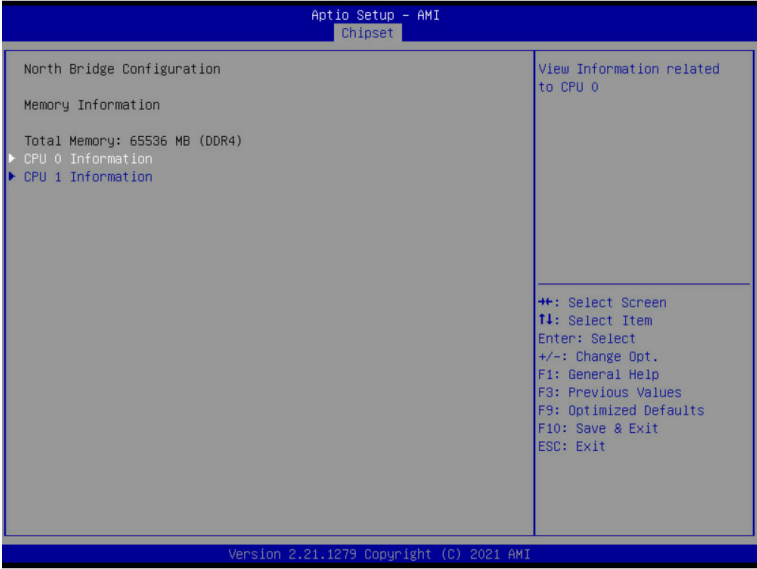 Aptio Setup – AMI
Chipset
North Bridge Configuration
Memory Information
Total Memory: 65536 MB (DDR4)
CPU 0 Information
CPU 1 Information
View Information related
to CPU 0
→←: Select Screen
↑↓: Select Item
Enter: Select
+/-: Change Opt.
F1: General Help
F3: Previous Values
F9: Optimized Defaults
F10: Save & Exit
ESC: Exit
Version 2.21.1279 Copyright (C) 2021 AMI